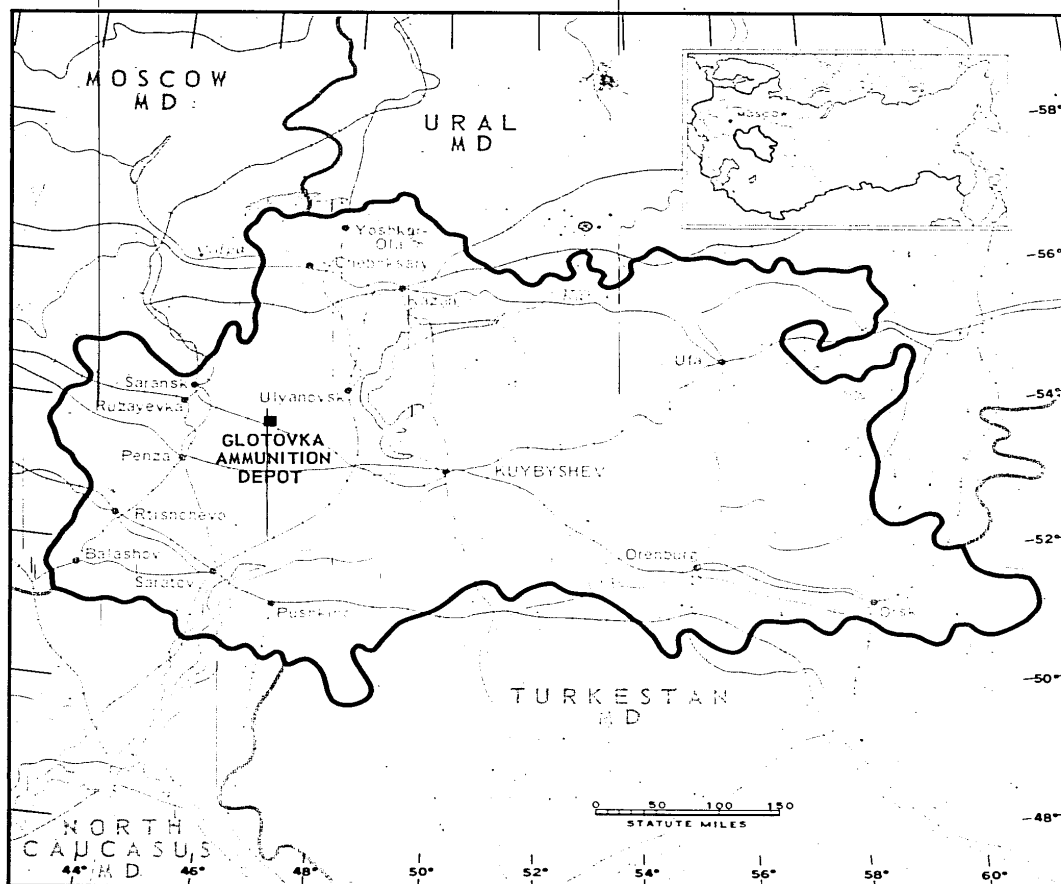 MOSCOW
MD
URAL
MD
MOSCOW
-58°
Volga
Yoshkar-
Ola
Cheboksary
Kazan
-56°
Ufa
Saransk
Ruzayevka
Ulyanovsk
-54°
GLOTOVKA
AMMUNITION
DEPOT
Penza
KUYBYSHEV
Rtishchevo
-52°
Balashov
Saratov
Orenburg
Pushkino
Orsk
-50°
TURKESTAN
MD
0 50 100 150
STATUTE MILES
-48°
NORTH
CAUCASUS
MD
44° 46° 48° 50° 52° 54° 56° 58° 60°